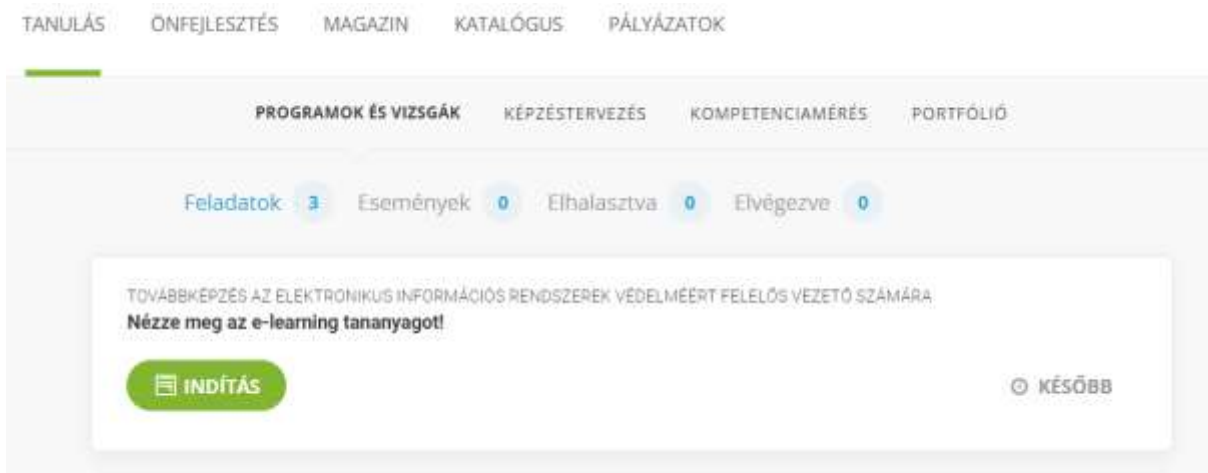 TANULÁS ÖNFEJLESZTÉS MAGAZIN KATALÓGUS PÁLYÁZATOK
PROGRAMOK ÉS VIZSGÁK KÉPZÉSTERVEZÉS KOMPETENCIAMÉRÉS PORTFÓLIÓ
Feladatok 3 Események 0 Elhalasztva 0 Elvégezve 0
TOVÁBBKÉPZÉS AZ ELEKTRONIKUS INFORMÁCIÓS RENDSZEREK VÉDELMÉÉRT FELELŐS VEZETŐ SZÁMÁRA
Nézze meg az e-learning tananyagot!
INDÍTÁS KÉSŐBB